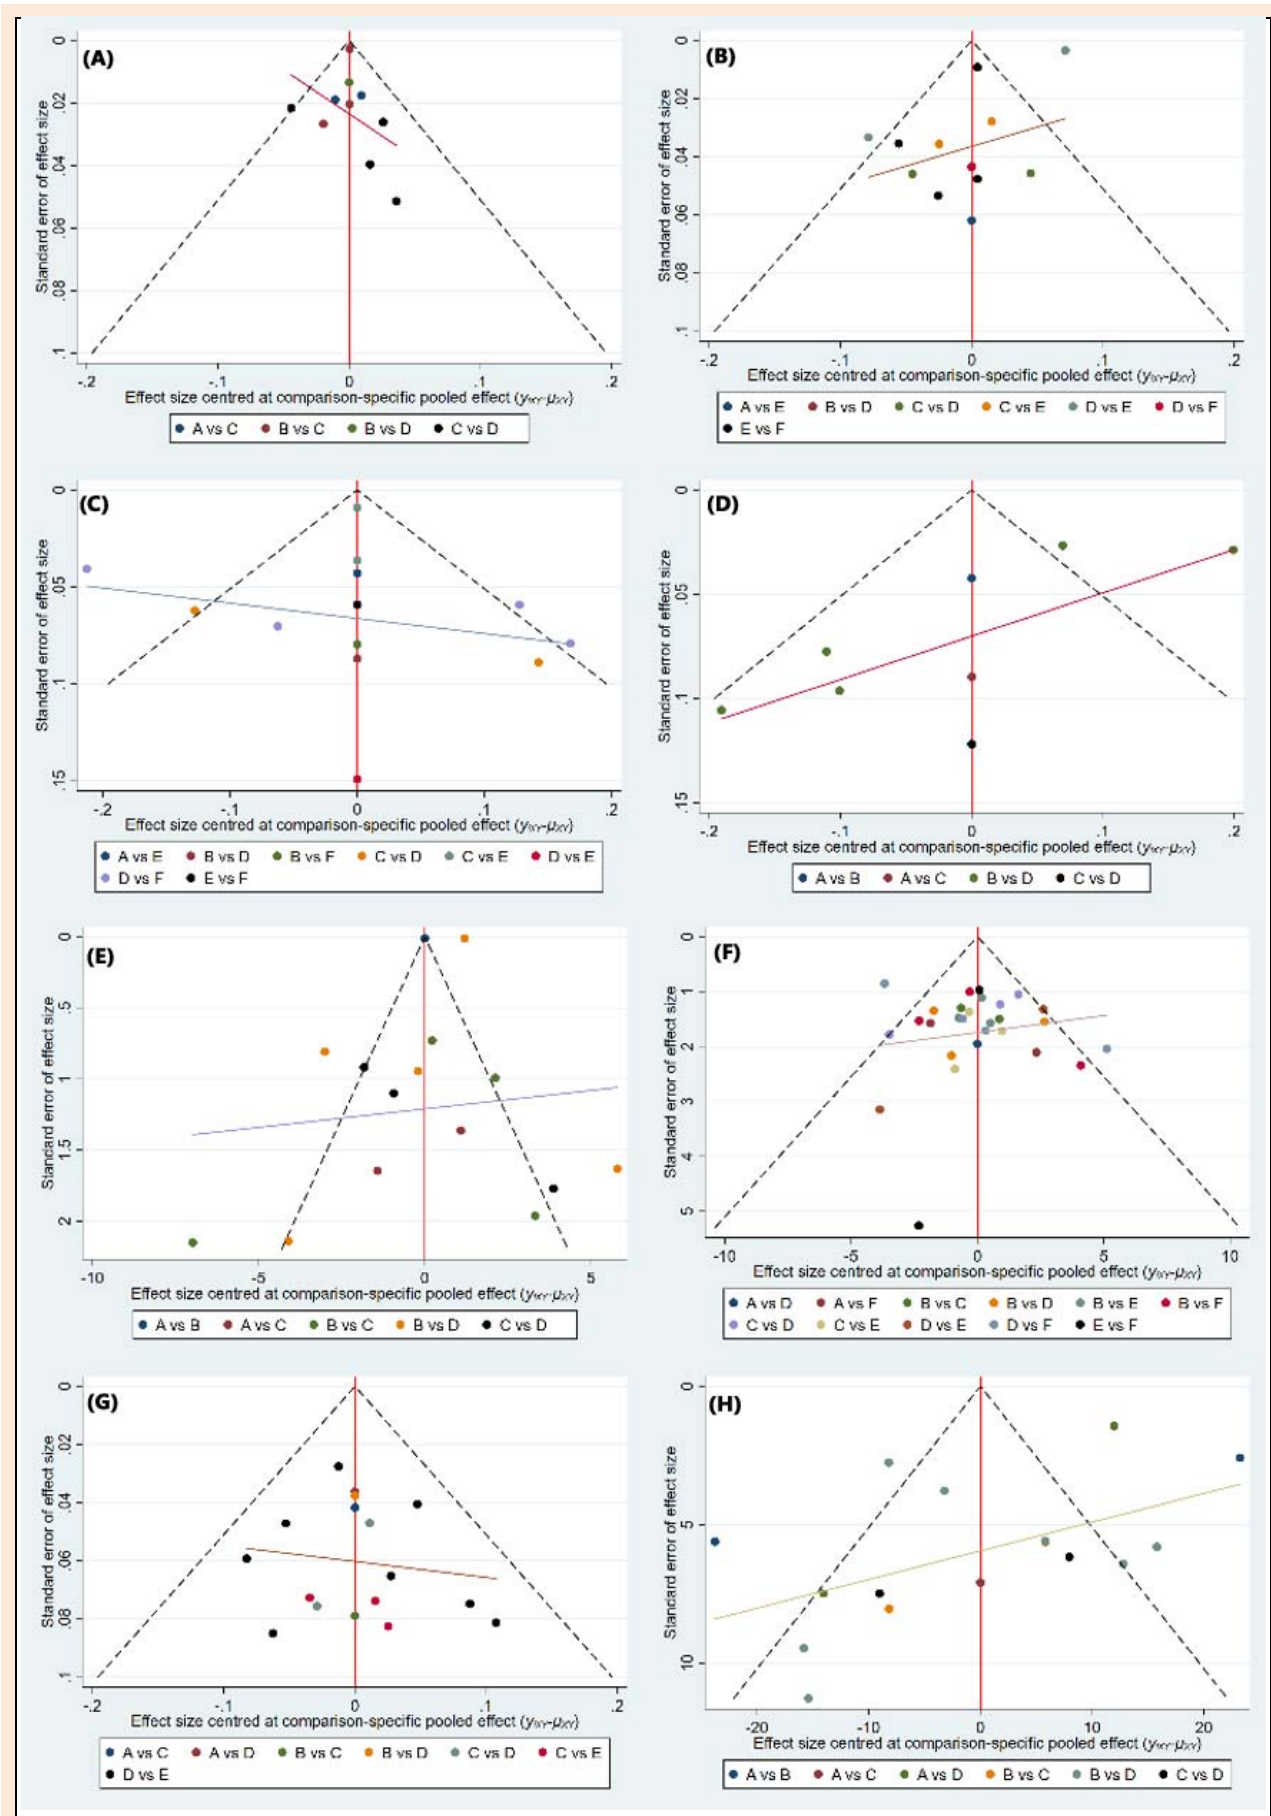 (A)
Standard error of effect size
0
.02
.04
.06
.08
.1
-.2
-.1
0
.1
.2
Effect size centred at comparison-specific pooled effect (yᵢXY-μXY)
A vs C B vs C B vs D C vs D
(B)
Standard error of effect size
0
.02
.04
.06
.08
.1
-.2
-.1
0
.1
.2
Effect size centred at comparison-specific pooled effect (yᵢXY-μXY)
A vs E B vs D C vs D C vs E D vs E D vs F
E vs F
(C)
Standard error of effect size
0
.05
.1
.15
-.2
-.1
0
.1
.2
Effect size centred at comparison-specific pooled effect (yᵢXY-μXY)
A vs E B vs D B vs F C vs D C vs E D vs E
D vs F E vs F
(D)
Standard error of effect size
0
.05
.1
.15
-.2
-.1
0
.1
.2
Effect size centred at comparison-specific pooled effect (yᵢXY-μXY)
A vs B A vs C B vs D C vs D
(E)
Standard error of effect size
0
.5
1
1.5
2
-10
-5
0
5
Effect size centred at comparison-specific pooled effect (yᵢXY-μXY)
A vs B A vs C B vs C B vs D C vs D
(F)
Standard error of effect size
0
1
2
3
4
5
-10
-5
0
5
10
Effect size centred at comparison-specific pooled effect (yᵢXY-μXY)
A vs D A vs F B vs C B vs D B vs E B vs F
C vs D C vs E D vs E D vs F E vs F
(G)
Standard error of effect size
0
.02
.04
.06
.08
.1
-.2
-.1
0
.1
.2
Effect size centred at comparison-specific pooled effect (yᵢXY-μXY)
A vs C A vs D B vs C B vs D C vs D C vs E
D vs E
(H)
Standard error of effect size
0
5
10
-20
-10
0
10
20
Effect size centred at comparison-specific pooled effect (yᵢXY-μXY)
A vs B A vs C A vs D B vs C B vs D C vs D